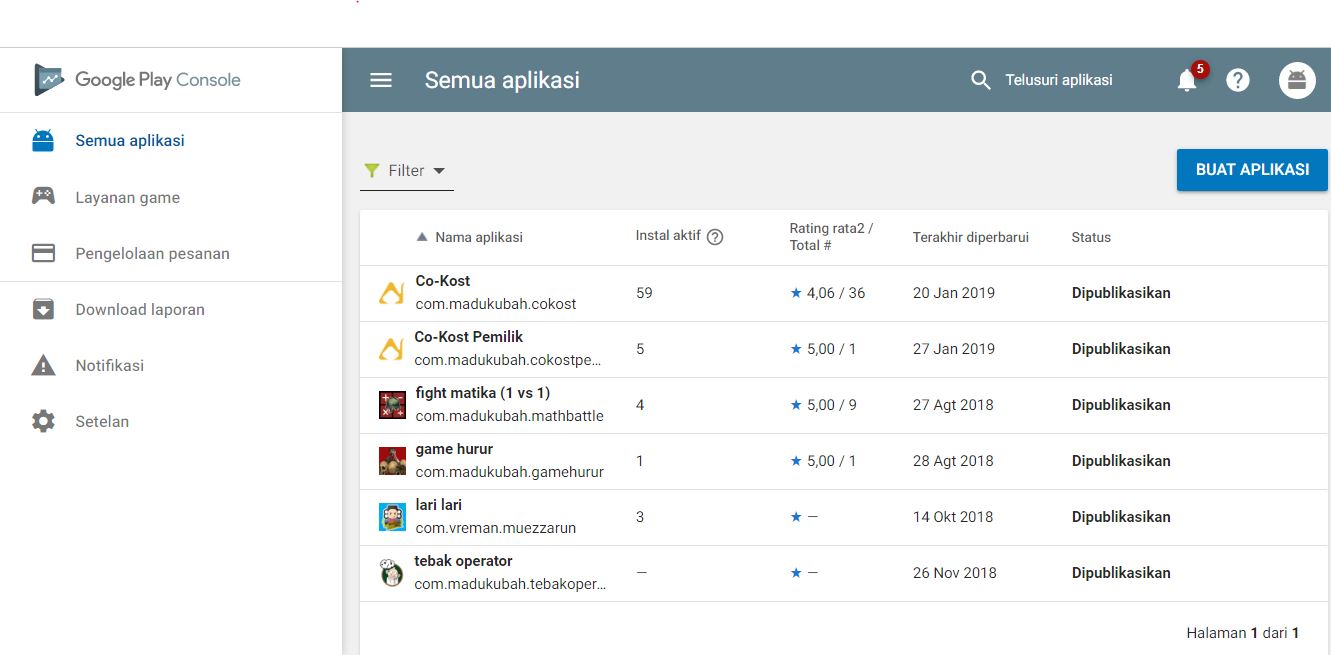 Google Play Console
Semua aplikasi
Telusuri aplikasi
5
Semua aplikasi
Layanan game
Pengelolaan pesanan
Download laporan
Notifikasi
Setelan
Filter
BUAT APLIKASI
Nama aplikasi
Instal aktif
Rating rata2 /
Total #
Terakhir diperbarui
Status
Co-Kost
com.madukubah.cokost
59
4,06 / 36
20 Jan 2019
Dipublikasikan
Co-Kost Pemilik
com.madukubah.cokostpe...
5
5,00 / 1
27 Jan 2019
Dipublikasikan
fight matika (1 vs 1)
com.madukubah.mathbattle
4
5,00 / 9
27 Agt 2018
Dipublikasikan
game hurur
com.madukubah.gamehurur
1
5,00 / 1
28 Agt 2018
Dipublikasikan
lari lari
com.vreman.muezzarun
3
—
14 Okt 2018
Dipublikasikan
tebak operator
com.madukubah.tebakoper...
—
—
26 Nov 2018
Dipublikasikan
Halaman 1 dari 1